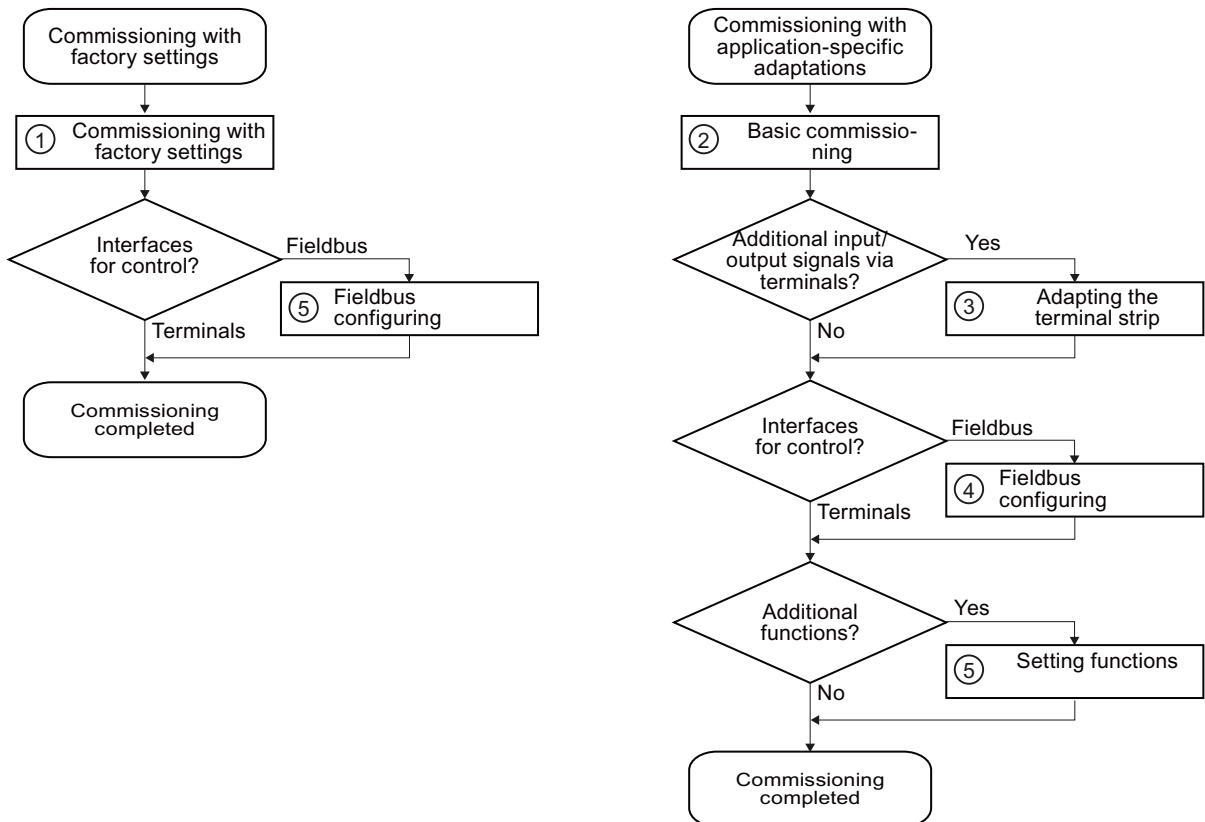 Commissioning with
factory settings
1
Commissioning with
factory settings
Interfaces
for control?
Fieldbus
5
Fieldbus
configuring
Terminals
Commissioning
completed
Commissioning with
application-specific
adaptations
2
Basic commissio-
ning
Additional input/
output signals via
terminals?
Yes
3
Adapting the
terminal strip
No
Interfaces
for control?
Fieldbus
4
Fieldbus
configuring
Terminals
Additional
functions?
Yes
5
Setting functions
No
Commissioning
completed